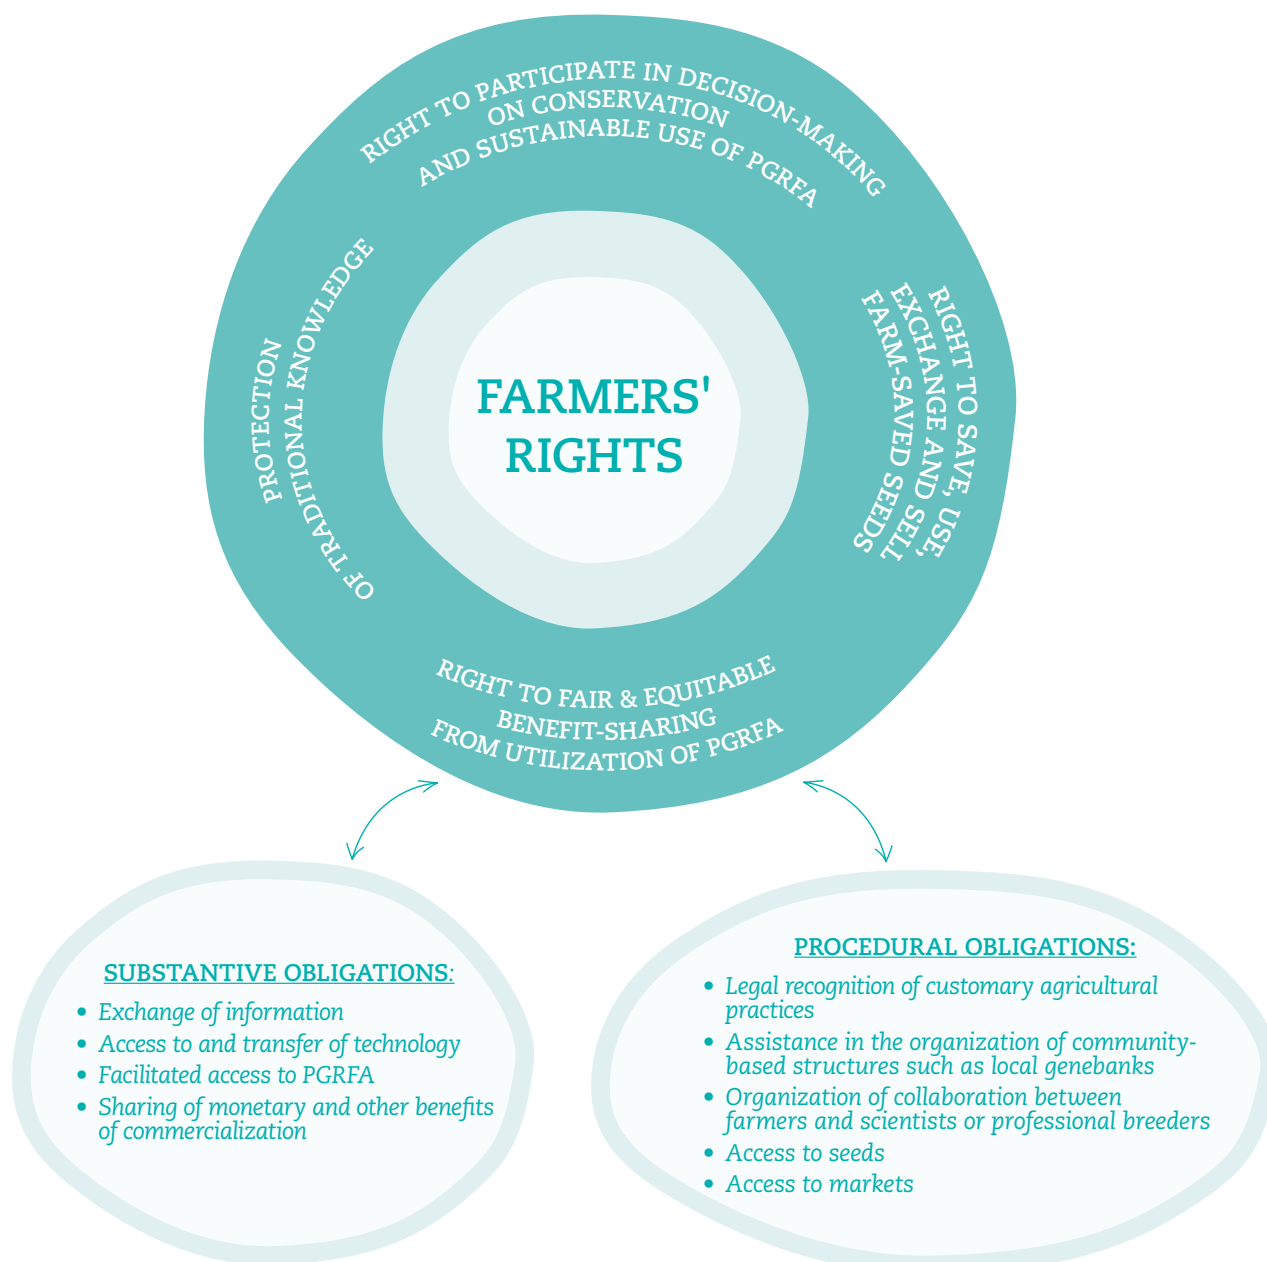 RIGHT TO PARTICIPATE IN DECISION-MAKING
ON CONSERVATION
AND SUSTAINABLE USE OF PGRFA
PROTECTION
OF TRADITIONAL KNOWLEDGE
FARMERS'
RIGHTS
RIGHT TO SAVE, USE,
EXCHANGE AND SELL
FARM-SAVED SEEDS
RIGHT TO FAIR & EQUITABLE
BENEFIT-SHARING
FROM UTILIZATION OF PGRFA
SUBSTANTIVE OBLIGATIONS:
• Exchange of information
• Access to and transfer of technology
• Facilitated access to PGRFA
• Sharing of monetary and other benefits
of commercialization
PROCEDURAL OBLIGATIONS:
• Legal recognition of customary agricultural
practices
• Assistance in the organization of community-
based structures such as local genebanks
• Organization of collaboration between
farmers and scientists or professional breeders
• Access to seeds
• Access to markets